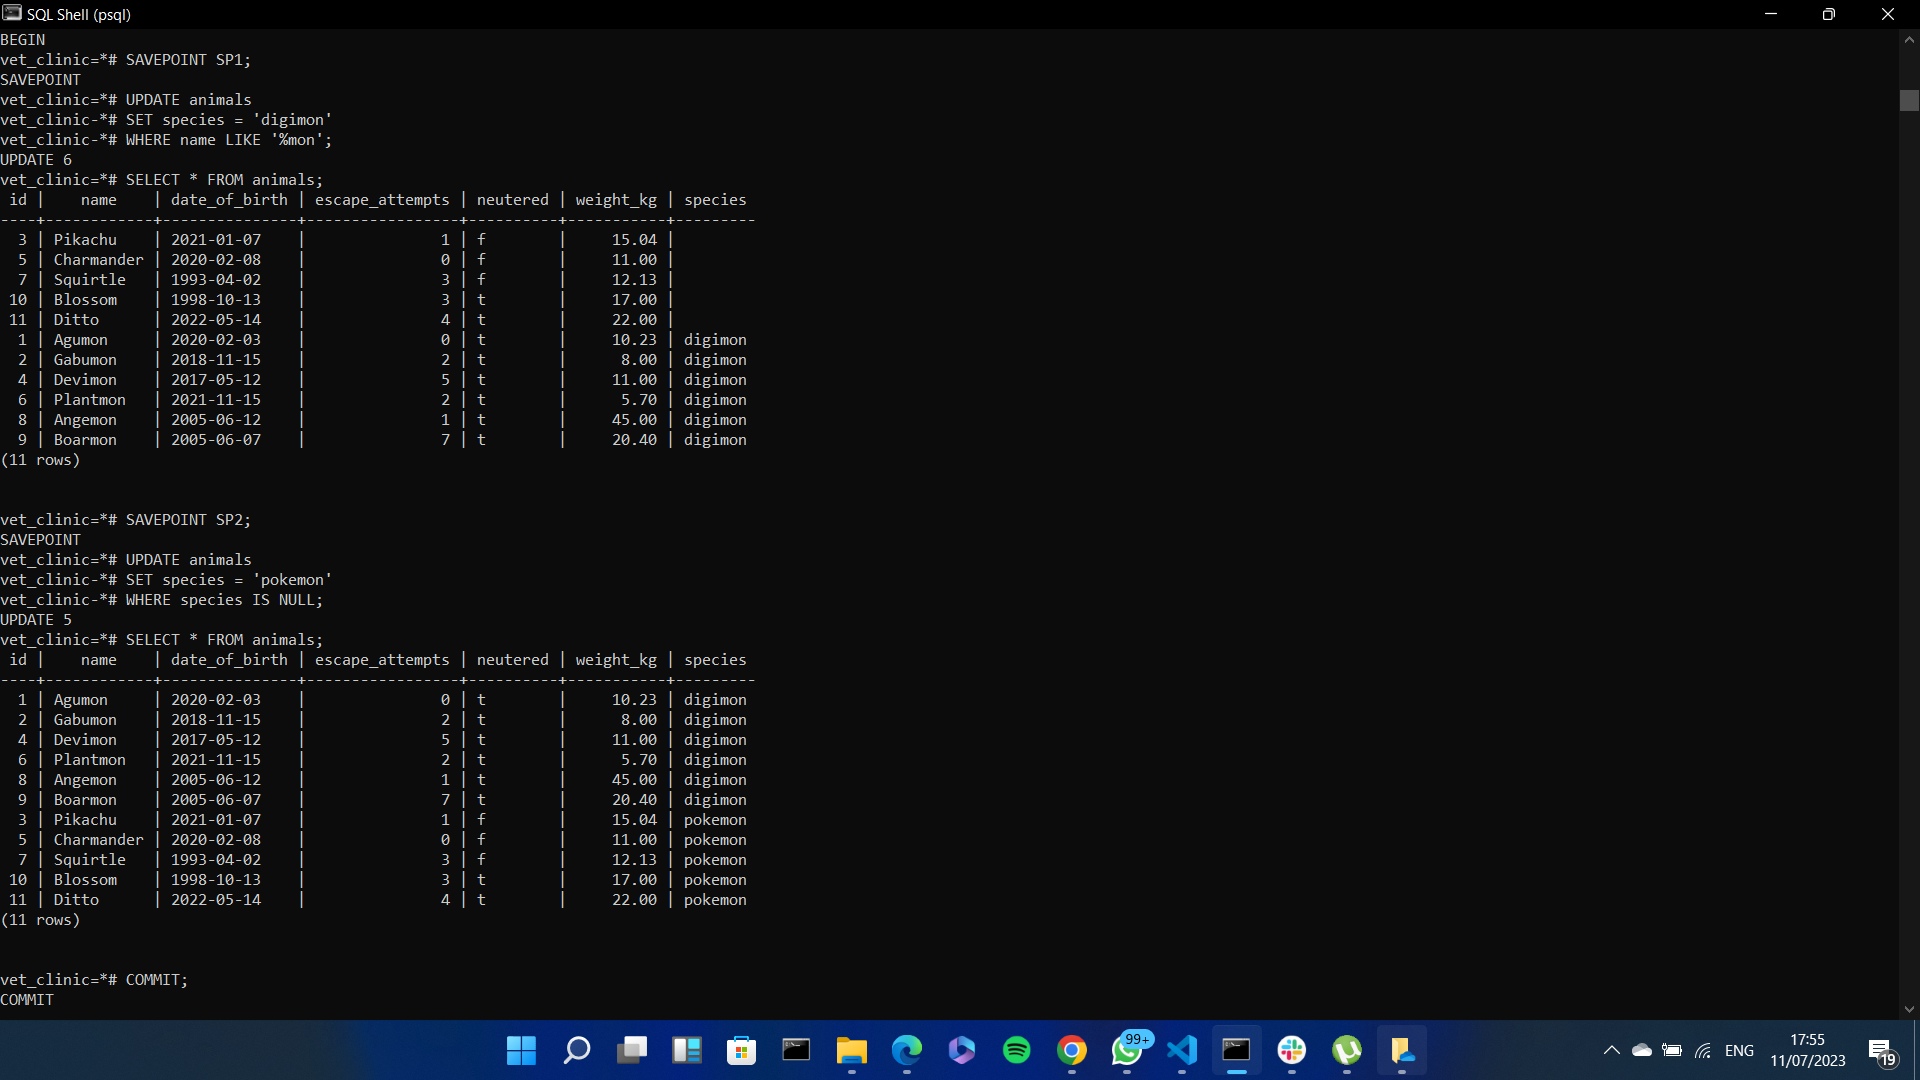 SQL Shell (psql)
BEGIN
vet_clinic=*# SAVEPOINT SP1;
SAVEPOINT
vet_clinic=*# UPDATE animals
vet_clinic-*# SET species = 'digimon'
vet_clinic-*# WHERE name LIKE '%mon';
UPDATE 6
vet_clinic=*# SELECT * FROM animals;
 id |    name    | date_of_birth | escape_attempts | neutered | weight_kg | species
----+------------+---------------+-----------------+----------+-----------+---------
  3 | Pikachu    | 2021-01-07    |               1 | f        |     15.04 |
  5 | Charmander | 2020-02-08    |               0 | f        |     11.00 |
  7 | Squirtle   | 1993-04-02    |               3 | f        |     12.13 |
 10 | Blossom    | 1998-10-13    |               3 | t        |     17.00 |
 11 | Ditto      | 2022-05-14    |               4 | t        |     22.00 |
  1 | Agumon     | 2020-02-03    |               0 | t        |     10.23 | digimon
  2 | Gabumon    | 2018-11-15    |               2 | t        |      8.00 | digimon
  4 | Devimon    | 2017-05-12    |               5 | t        |     11.00 | digimon
  6 | Plantmon   | 2021-11-15    |               2 | t        |      5.70 | digimon
  8 | Angemon    | 2005-06-12    |               1 | t        |     45.00 | digimon
  9 | Boarmon    | 2005-06-07    |               7 | t        |     20.40 | digimon
(11 rows)
vet_clinic=*# SAVEPOINT SP2;
SAVEPOINT
vet_clinic=*# UPDATE animals
vet_clinic-*# SET species = 'pokemon'
vet_clinic-*# WHERE species IS NULL;
UPDATE 5
vet_clinic=*# SELECT * FROM animals;
 id |    name    | date_of_birth | escape_attempts | neutered | weight_kg | species
----+------------+---------------+-----------------+----------+-----------+---------
  1 | Agumon     | 2020-02-03    |               0 | t        |     10.23 | digimon
  2 | Gabumon    | 2018-11-15    |               2 | t        |      8.00 | digimon
  4 | Devimon    | 2017-05-12    |               5 | t        |     11.00 | digimon
  6 | Plantmon   | 2021-11-15    |               2 | t        |      5.70 | digimon
  8 | Angemon    | 2005-06-12    |               1 | t        |     45.00 | digimon
  9 | Boarmon    | 2005-06-07    |               7 | t        |     20.40 | digimon
  3 | Pikachu    | 2021-01-07    |               1 | f        |     15.04 | pokemon
  5 | Charmander | 2020-02-08    |               0 | f        |     11.00 | pokemon
  7 | Squirtle   | 1993-04-02    |               3 | f        |     12.13 | pokemon
 10 | Blossom    | 1998-10-13    |               3 | t        |     17.00 | pokemon
 11 | Ditto      | 2022-05-14    |               4 | t        |     22.00 | pokemon
(11 rows)
vet_clinic=*# COMMIT;
COMMIT
99+
ENG
17:55
11/07/2023
19